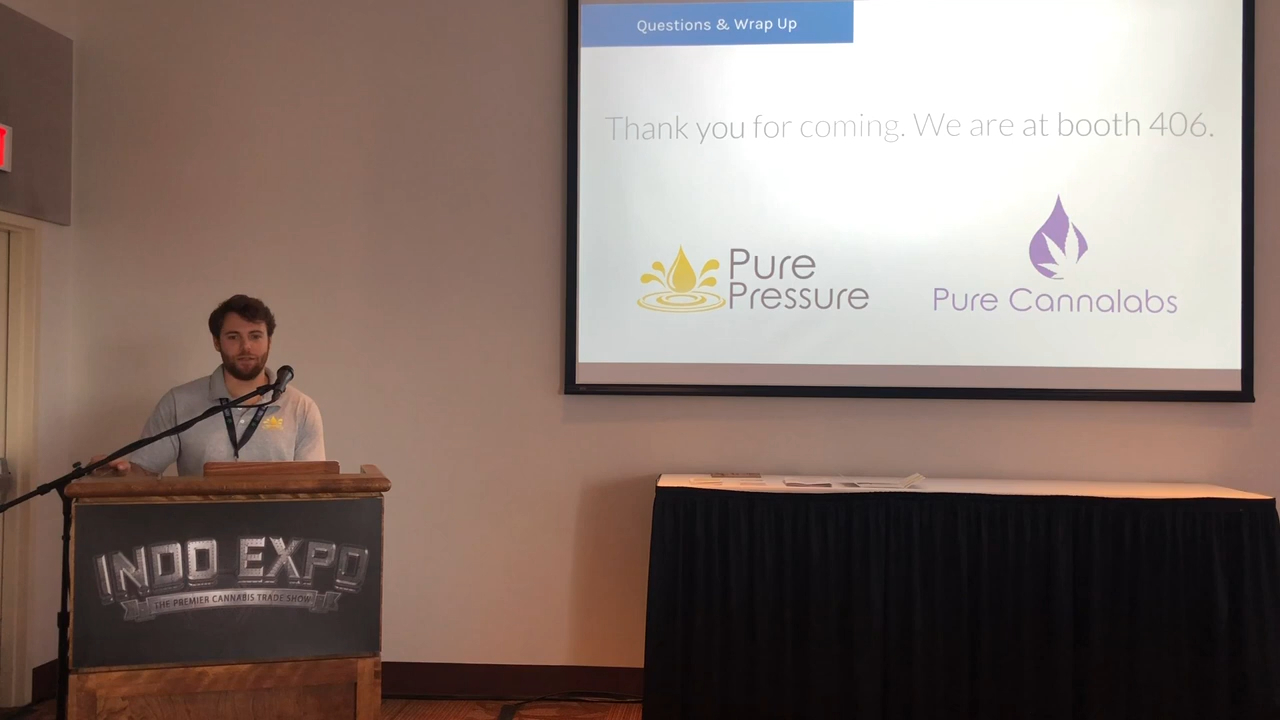 Questions & Wrap Up
Thank you for coming. We are at booth 406.
Pure
Pressure
Pure Cannalabs
INDO EXPO
THE PREMIER CANNABIS TRADE SHOW